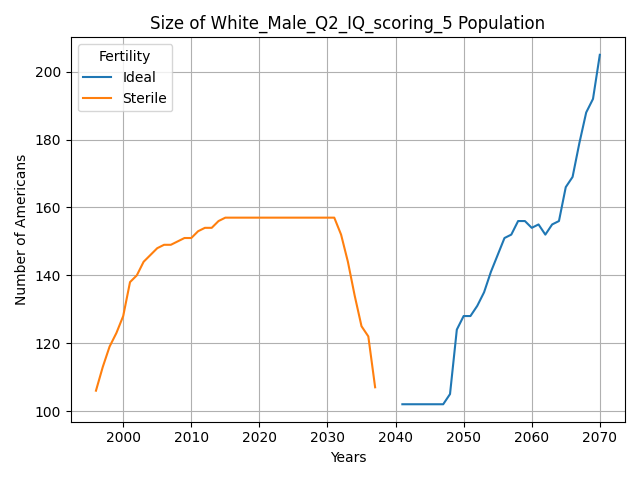 Size of White_Male_Q2_IQ_scoring_5 Population
Fertility
Ideal
Sterile
Number of Americans
200
180
160
140
120
100
2000 2010 2020 2030 2040 2050 2060 2070
Years